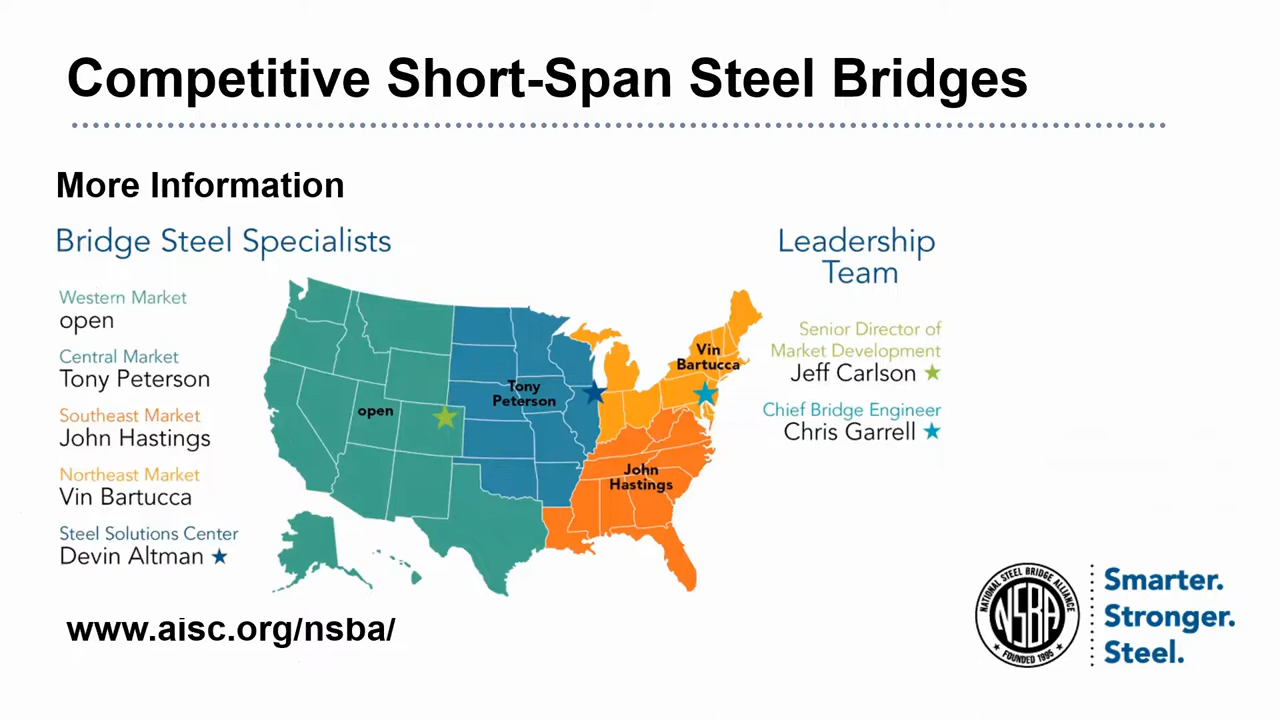 Competitive Short-Span Steel Bridges
More Information
Bridge Steel Specialists
Western Market
open
Central Market
Tony Peterson
Southeast Market
John Hastings
Northeast Market
Vin Bartucca
Steel Solutions Center
Devin Altman
open
Tony
Peterson
Vin
Bartucca
John
Hastings
Leadership
Team
Senior Director of
Market Development
Jeff Carlson
Chief Bridge Engineer
Chris Garrell
www.aisc.org/nsba/
NATIONAL STEEL BRIDGE ALLIANCE
NSBA
FOUNDED 1995
Smarter.
Stronger.
Steel.